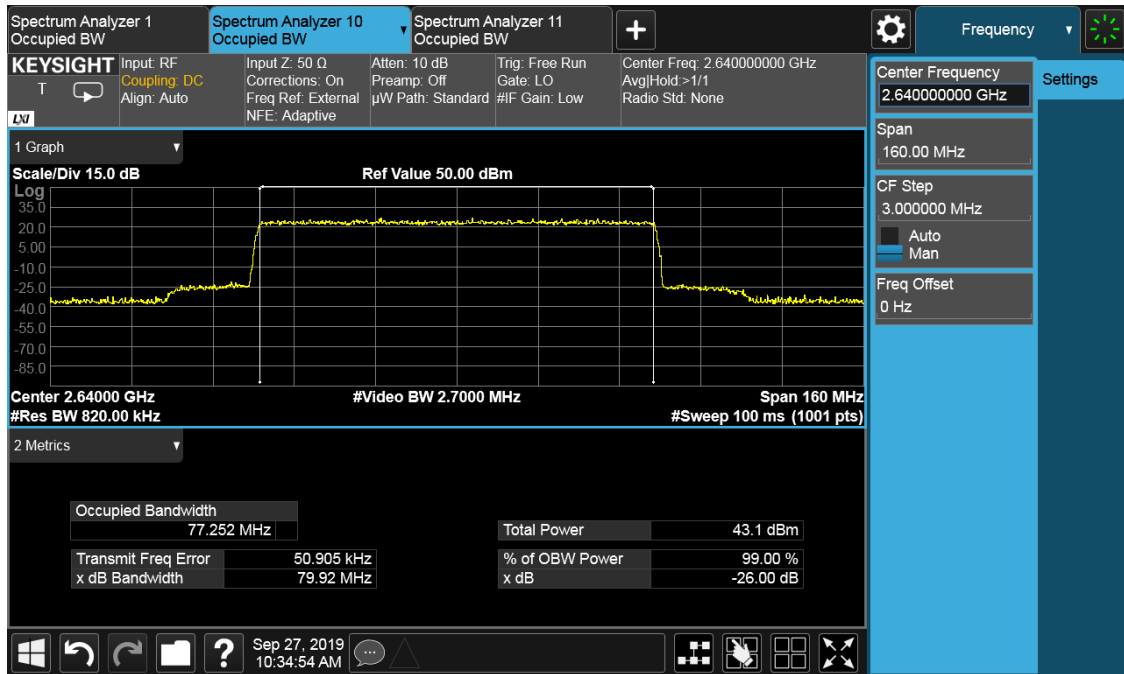 Spectrum Analyzer 1
Occupied BW
Spectrum Analyzer 10
Occupied BW
Spectrum Analyzer 11
Occupied BW
Frequency
KEYSIGHT
T
LXI
Input: RF
Coupling: DC
Align: Auto
Input Z: 50 Ω
Corrections: On
Freq Ref: External
NFE: Adaptive
Atten: 10 dB
Preamp: Off
µW Path: Standard
Trig: Free Run
Gate: LO
#IF Gain: Low
Center Freq: 2.640000000 GHz
Avg|Hold:>1/1
Radio Std: None
Center Frequency
2.640000000 GHz
Settings
Span
160.00 MHz
CF Step
3.000000 MHz
Auto
Man
Freq Offset
0 Hz
1 Graph
Scale/Div 15.0 dB
Ref Value 50.00 dBm
Log
35.0
20.0
5.00
-10.0
-25.0
-40.0
-55.0
-70.0
-85.0
Center 2.64000 GHz
#Video BW 2.7000 MHz
Span 160 MHz
#Res BW 820.00 kHz
#Sweep 100 ms (1001 pts)
2 Metrics
Occupied Bandwidth
77.252 MHz
Total Power 43.1 dBm
Transmit Freq Error 50.905 kHz
% of OBW Power 99.00 %
x dB Bandwidth 79.92 MHz
x dB -26.00 dB
?
Sep 27, 2019
10:34:54 AM